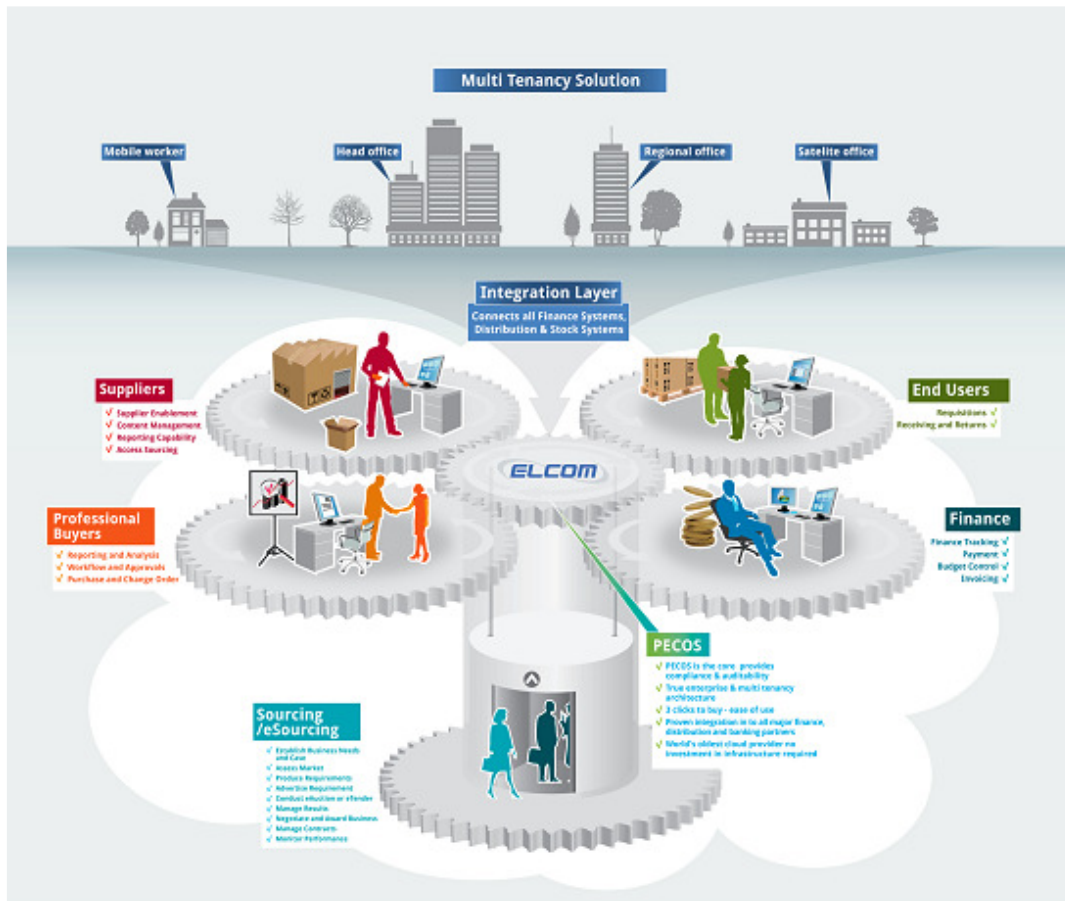 Multi Tenancy Solution
Mobile worker
Head office
Regional office
Satelite office
Integration Layer
Connects all Finance Systems,
Distribution & Stock Systems
Suppliers
Supplier Enablement
Content Management
Reporting Capability
Access Sourcing
End Users
Requisitions
Receiving and Returns
ELCOM
Professional
Buyers
Reporting and Analysis
Workflow and Approvals
Purchase and Change Order
Finance
Finance Tracking
Payment
Budget Control
Invoicing
PECOS
PECOS is the core provides
compliance & auditability
True enterprise & multi tenancy
architecture
3 clicks to buy - ease of use
Proven integration in to all major finance,
distribution and banking partners
World's oldest cloud provider no
investment in infrastructure required
Sourcing
/eSourcing
Establish Business Needs
and Case
Assess Market
Produce Requirements
Advertise Requirement
Conduct eAuction or eTender
Manage Results
Negotiate and Award Business
Manage Contracts
Monitor Performance